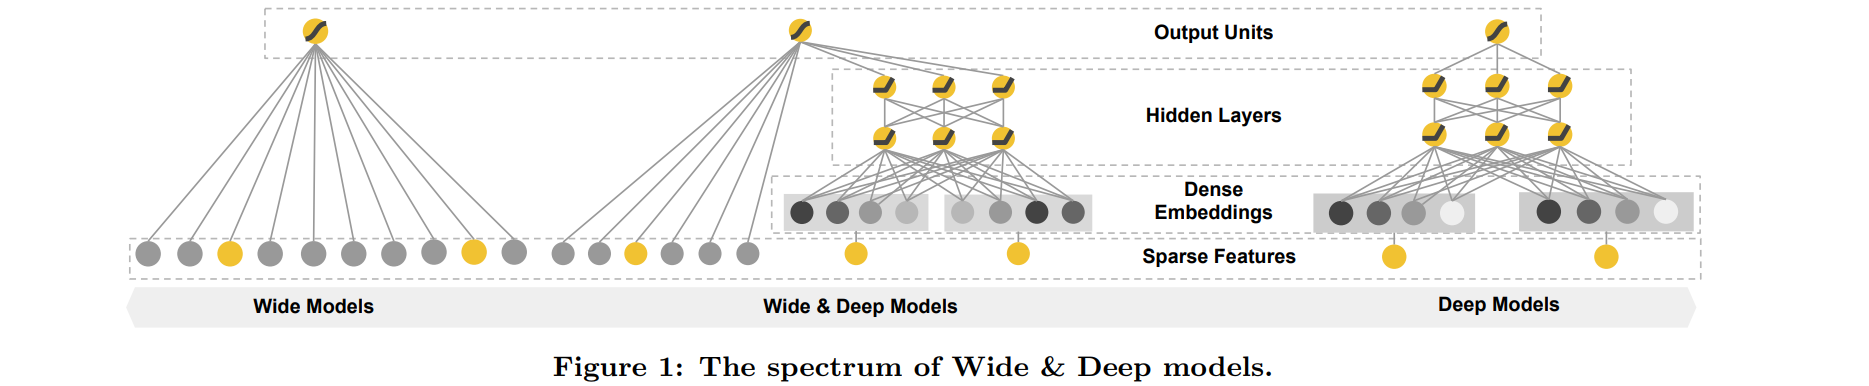 Output Units
Hidden Layers
Dense
Embeddings
Sparse Features
Wide Models
Wide & Deep Models
Deep Models
Figure 1: The spectrum of Wide & Deep models.